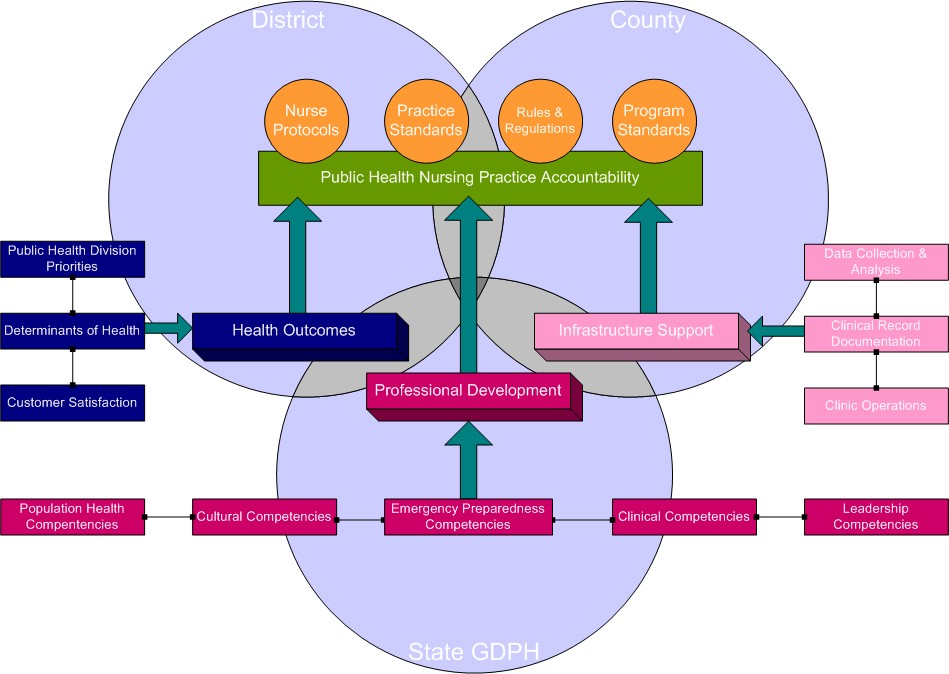 District
County
Nurse
Protocols
Practice
Standards
Rules &
Regulations
Program
Standards
Public Health Nursing Practice Accountability
Public Health Division
Priorities
Determinants of Health
Customer Satisfaction
Health Outcomes
Infrastructure Support
Data Collection &
Analysis
Clinical Record
Documentation
Clinic Operations
Professional Development
Population Health
Compentencies
Cultural Competencies
Emergency Preparedness
Competencies
Clinical Competencies
Leadership
Competencies
State GDPH